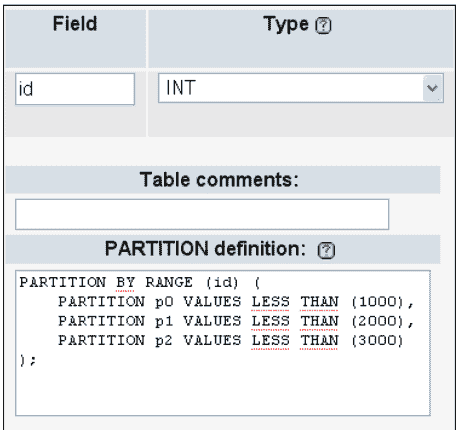 Field Type
id INT
Table comments:
PARTITION definition:
PARTITION BY RANGE (id) (
    PARTITION p0 VALUES LESS THAN (1000),
    PARTITION p1 VALUES LESS THAN (2000),
    PARTITION p2 VALUES LESS THAN (3000)
);